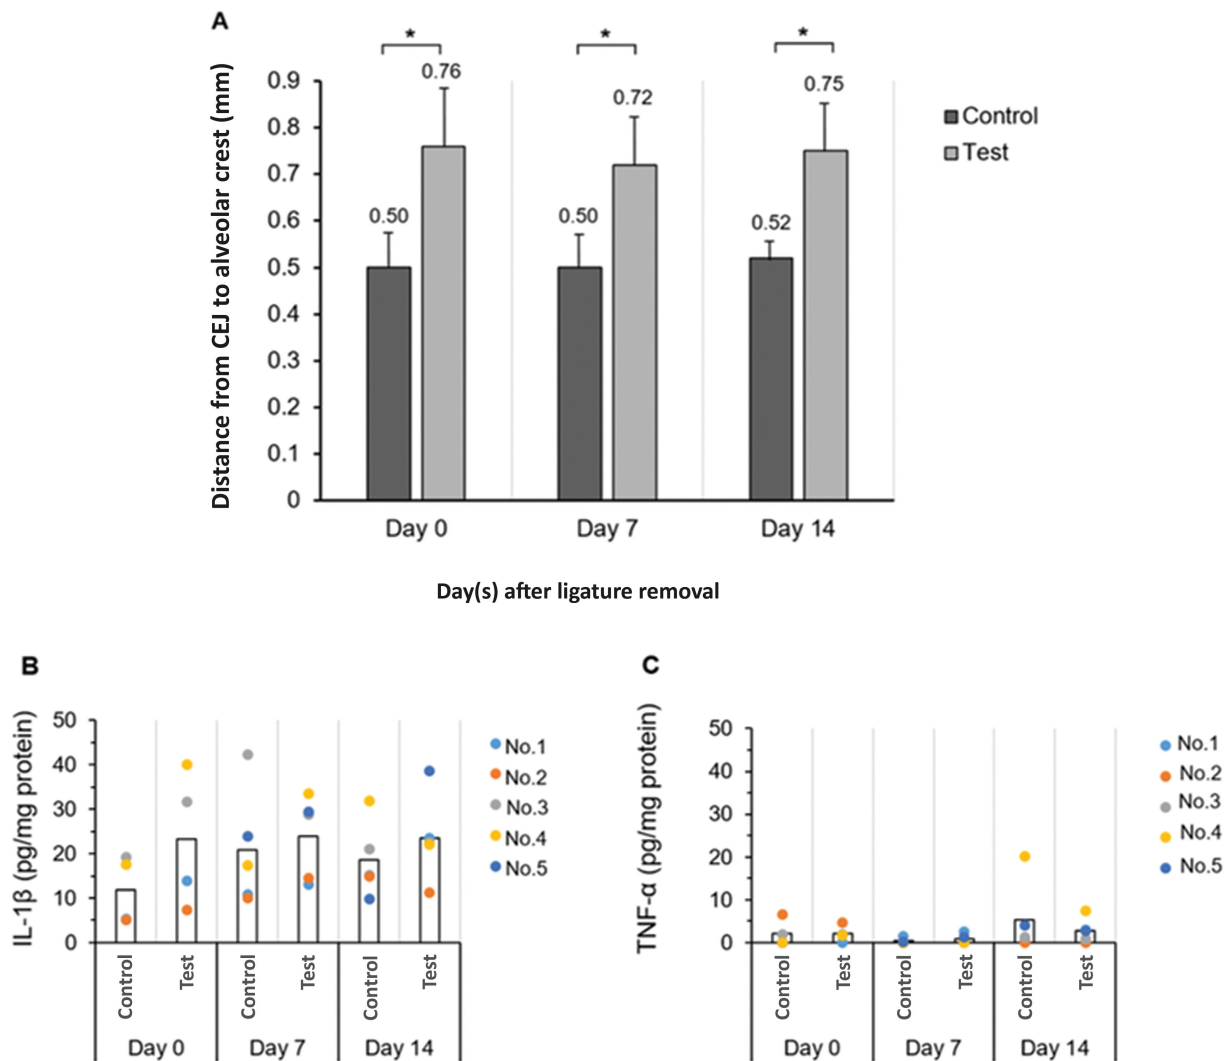 A
Distance from CEJ to alveolar crest (mm)
* * *
0.76
0.72
0.75
0.50
0.50
0.52
0.9
0.8
0.7
0.6
0.5
0.4
0.3
0.2
0.1
0
Control
Test
Day 0 Day 7 Day 14
Day(s) after ligature removal
B
IL-1β (pg/mg protein)
50
40
30
20
10
0
No.1
No.2
No.3
No.4
No.5
Control Test Control Test Control Test
Day 0 Day 7 Day 14
C
TNF-α (pg/mg protein)
50
40
30
20
10
0
No.1
No.2
No.3
No.4
No.5
Control Test Control Test Control Test
Day 0 Day 7 Day 14